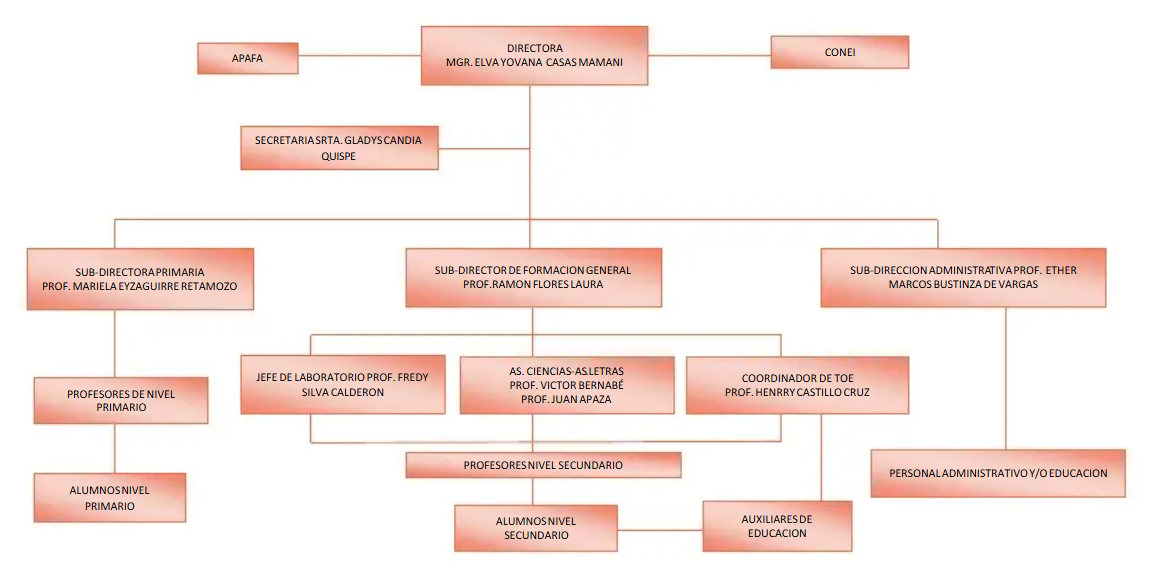 DIRECTORA
MGR. ELVA YOVANA CASAS MAMANI
APAFA
CONEI
SECRETARIA SRTA. GLADYS CANDIA
QUISPE
SUB-DIRECTORA PRIMARIA
PROF. MARIELA EYZAGUIRRE RETAMOZO
SUB-DIRECTOR DE FORMACION GENERAL
PROF.RAMON FLORES LAURA
SUB-DIRECCION ADMINISTRATIVA PROF. ETHER
MARCOS BUSTINZA DE VARGAS
JEFE DE LABORATORIO PROF. FREDY
SILVA CALDERON
AS. CIENCIAS-AS.LETRAS
PROF. VICTOR BERNABÉ
PROF. JUAN APAZA
COORDINADOR DE TOE
PROF. HENRRY CASTILLO CRUZ
PROFESORES DE NIVEL
PRIMARIO
PROFESORES NIVEL SECUNDARIO
PERSONAL ADMINISTRATIVO Y/O EDUCACION
ALUMNOS NIVEL
PRIMARIO
ALUMNOS NIVEL
SECUNDARIO
AUXILIARES DE
EDUCACION